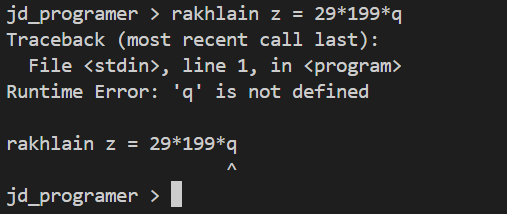 jd_programer > rakhlain z = 29*199*q
Traceback (most recent call last):
  File <stdin>, line 1, in <program>
Runtime Error: 'q' is not defined

rakhlain z = 29*199*q
                    ^
jd_programer >